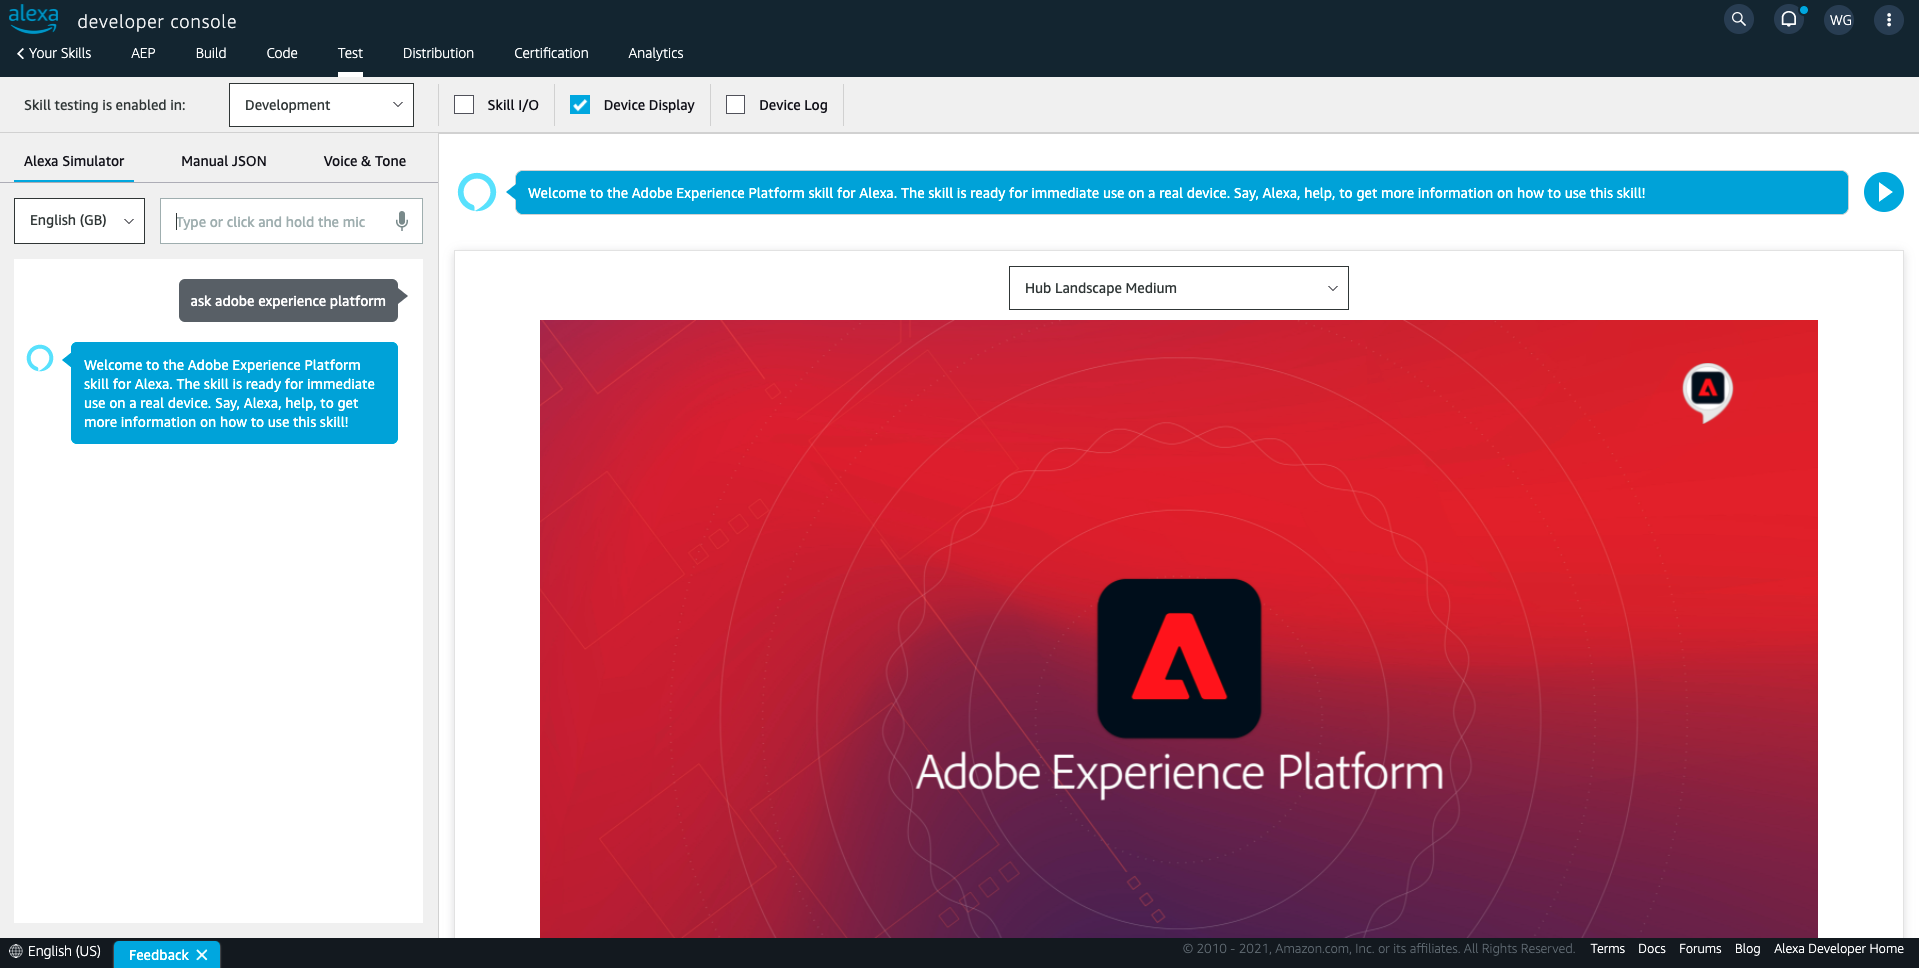 alexa developer console
WG
Your Skills AEP Build Code Test Distribution Certification Analytics
Skill testing is enabled in: Development Skill I/O Device Display Device Log
Alexa Simulator Manual JSON Voice & Tone
English (GB) Type or click and hold the mic
ask adobe experience platform
Welcome to the Adobe Experience Platform
skill for Alexa. The skill is ready for immediate
use on a real device. Say, Alexa, help, to get
more information on how to use this skill!
Welcome to the Adobe Experience Platform skill for Alexa. The skill is ready for immediate use on a real device. Say, Alexa, help, to get more information on how to use this skill!
Hub Landscape Medium
Adobe Experience Platform
English (US) Feedback
© 2010 - 2021, Amazon.com, Inc. or its affiliates. All Rights Reserved. Terms Docs Forums Blog Alexa Developer Home